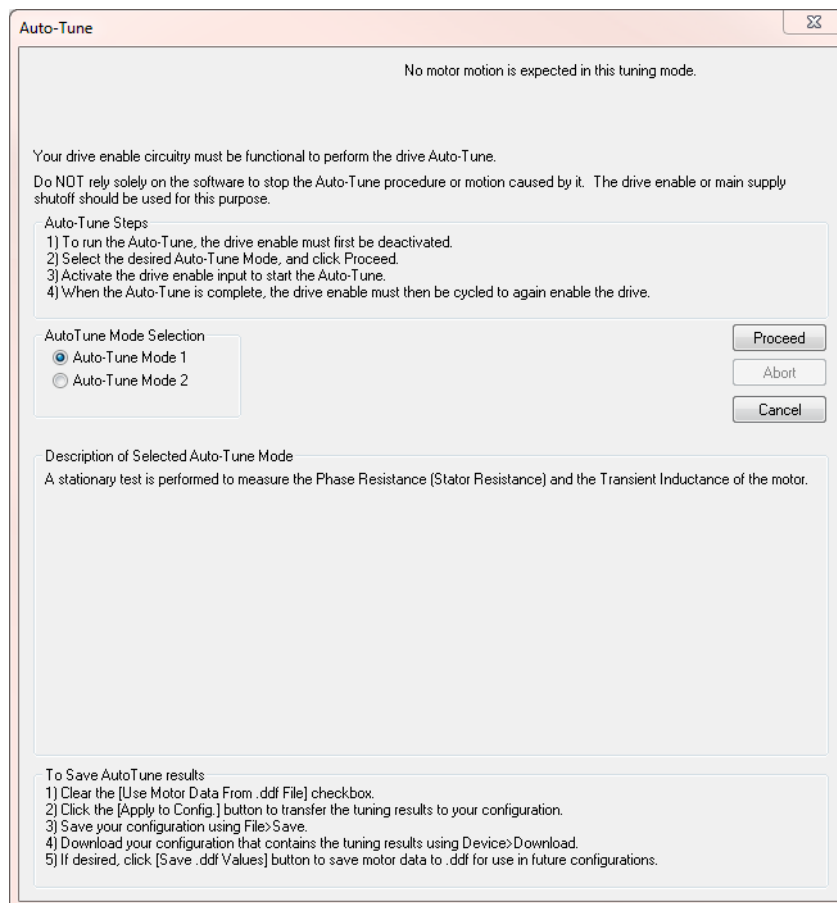 Auto-Tune
No motor motion is expected in this tuning mode.
Your drive enable circuitry must be functional to perform the drive Auto-Tune.
Do NOT rely solely on the software to stop the Auto-Tune procedure or motion caused by it.  The drive enable or main supply
shutoff should be used for this purpose.
Auto-Tune Steps
1) To run the Auto-Tune, the drive enable must first be deactivated.
2) Select the desired Auto-Tune Mode, and click Proceed.
3) Activate the drive enable input to start the Auto-Tune.
4) When the Auto-Tune is complete, the drive enable must then be cycled to again enable the drive.
AutoTune Mode Selection
Auto-Tune Mode 1
Auto-Tune Mode 2
Proceed
Abort
Cancel
Description of Selected Auto-Tune Mode
A stationary test is performed to measure the Phase Resistance (Stator Resistance) and the Transient Inductance of the motor.
To Save AutoTune results
1) Clear the [Use Motor Data From .ddf File] checkbox.
2) Click the [Apply to Config.] button to transfer the tuning results to your configuration.
3) Save your configuration using File>Save.
4) Download your configuration that contains the tuning results using Device>Download.
5) If desired, click [Save .ddf Values] button to save motor data to .ddf for use in future configurations.